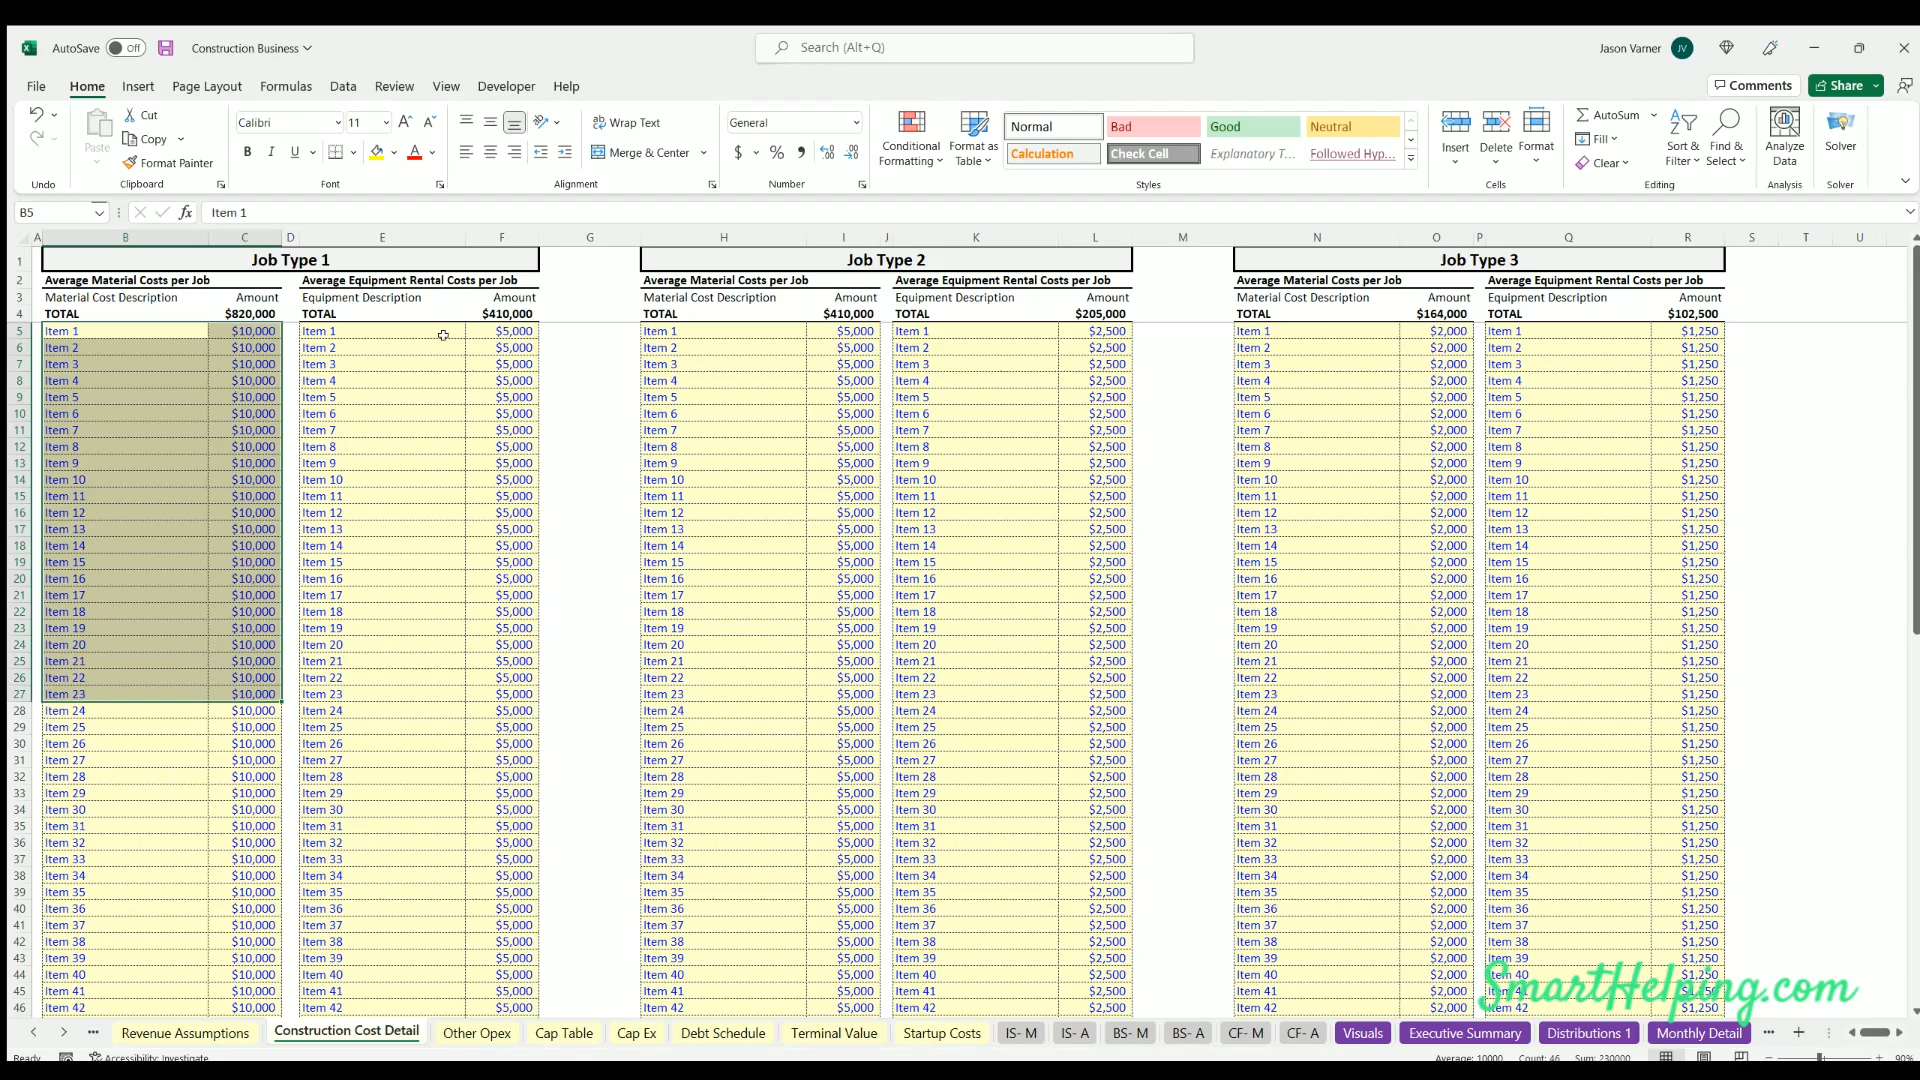 AutoSave Off Construction Business Search (Alt+Q) Jason Varner JV
File Home Insert Page Layout Formulas Data Review View Developer Help Comments Share
Paste Cut Copy Format Painter Calibri 11 B I U Wrap Text Merge & Center General $ % , Conditional Formatting Format as Table Normal Bad Good Neutral Calculation Check Cell Explanatory T... Followed Hyp... Insert Delete Format AutoSum Fill Clear Sort & Filter Find & Select Analyze Data Solver
Undo Clipboard Font Alignment Number Styles Cells Editing Analysis Solver
B5 fx Item 1
A B C D E F G H I J K L M N O P Q R S T U
1 Job Type 1 Job Type 2 Job Type 3
2 Average Material Costs per Job Average Equipment Rental Costs per Job Average Material Costs per Job Average Equipment Rental Costs per Job Average Material Costs per Job Average Equipment Rental Costs per Job
3 Material Cost Description Amount Equipment Description Amount Material Cost Description Amount Equipment Description Amount Material Cost Description Amount Equipment Description Amount
4 TOTAL $820,000 TOTAL $410,000 TOTAL $410,000 TOTAL $205,000 TOTAL $164,000 TOTAL $102,500
5 Item 1 $10,000 Item 1 $5,000 Item 1 $5,000 Item 1 $2,500 Item 1 $2,000 Item 1 $1,250
6 Item 2 $10,000 Item 2 $5,000 Item 2 $5,000 Item 2 $2,500 Item 2 $2,000 Item 2 $1,250
7 Item 3 $10,000 Item 3 $5,000 Item 3 $5,000 Item 3 $2,500 Item 3 $2,000 Item 3 $1,250
8 Item 4 $10,000 Item 4 $5,000 Item 4 $5,000 Item 4 $2,500 Item 4 $2,000 Item 4 $1,250
9 Item 5 $10,000 Item 5 $5,000 Item 5 $5,000 Item 5 $2,500 Item 5 $2,000 Item 5 $1,250
10 Item 6 $10,000 Item 6 $5,000 Item 6 $5,000 Item 6 $2,500 Item 6 $2,000 Item 6 $1,250
11 Item 7 $10,000 Item 7 $5,000 Item 7 $5,000 Item 7 $2,500 Item 7 $2,000 Item 7 $1,250
12 Item 8 $10,000 Item 8 $5,000 Item 8 $5,000 Item 8 $2,500 Item 8 $2,000 Item 8 $1,250
13 Item 9 $10,000 Item 9 $5,000 Item 9 $5,000 Item 9 $2,500 Item 9 $2,000 Item 9 $1,250
14 Item 10 $10,000 Item 10 $5,000 Item 10 $5,000 Item 10 $2,500 Item 10 $2,000 Item 10 $1,250
15 Item 11 $10,000 Item 11 $5,000 Item 11 $5,000 Item 11 $2,500 Item 11 $2,000 Item 11 $1,250
16 Item 12 $10,000 Item 12 $5,000 Item 12 $5,000 Item 12 $2,500 Item 12 $2,000 Item 12 $1,250
17 Item 13 $10,000 Item 13 $5,000 Item 13 $5,000 Item 13 $2,500 Item 13 $2,000 Item 13 $1,250
18 Item 14 $10,000 Item 14 $5,000 Item 14 $5,000 Item 14 $2,500 Item 14 $2,000 Item 14 $1,250
19 Item 15 $10,000 Item 15 $5,000 Item 15 $5,000 Item 15 $2,500 Item 15 $2,000 Item 15 $1,250
20 Item 16 $10,000 Item 16 $5,000 Item 16 $5,000 Item 16 $2,500 Item 16 $2,000 Item 16 $1,250
21 Item 17 $10,000 Item 17 $5,000 Item 17 $5,000 Item 17 $2,500 Item 17 $2,000 Item 17 $1,250
22 Item 18 $10,000 Item 18 $5,000 Item 18 $5,000 Item 18 $2,500 Item 18 $2,000 Item 18 $1,250
23 Item 19 $10,000 Item 19 $5,000 Item 19 $5,000 Item 19 $2,500 Item 19 $2,000 Item 19 $1,250
24 Item 20 $10,000 Item 20 $5,000 Item 20 $5,000 Item 20 $2,500 Item 20 $2,000 Item 20 $1,250
25 Item 21 $10,000 Item 21 $5,000 Item 21 $5,000 Item 21 $2,500 Item 21 $2,000 Item 21 $1,250
26 Item 22 $10,000 Item 22 $5,000 Item 22 $5,000 Item 22 $2,500 Item 22 $2,000 Item 22 $1,250
27 Item 23 $10,000 Item 23 $5,000 Item 23 $5,000 Item 23 $2,500 Item 23 $2,000 Item 23 $1,250
28 Item 24 $10,000 Item 24 $5,000 Item 24 $5,000 Item 24 $2,500 Item 24 $2,000 Item 24 $1,250
29 Item 25 $10,000 Item 25 $5,000 Item 25 $5,000 Item 25 $2,500 Item 25 $2,000 Item 25 $1,250
30 Item 26 $10,000 Item 26 $5,000 Item 26 $5,000 Item 26 $2,500 Item 26 $2,000 Item 26 $1,250
31 Item 27 $10,000 Item 27 $5,000 Item 27 $5,000 Item 27 $2,500 Item 27 $2,000 Item 27 $1,250
32 Item 28 $10,000 Item 28 $5,000 Item 28 $5,000 Item 28 $2,500 Item 28 $2,000 Item 28 $1,250
33 Item 29 $10,000 Item 29 $5,000 Item 29 $5,000 Item 29 $2,500 Item 29 $2,000 Item 29 $1,250
34 Item 30 $10,000 Item 30 $5,000 Item 30 $5,000 Item 30 $2,500 Item 30 $2,000 Item 30 $1,250
35 Item 31 $10,000 Item 31 $5,000 Item 31 $5,000 Item 31 $2,500 Item 31 $2,000 Item 31 $1,250
36 Item 32 $10,000 Item 32 $5,000 Item 32 $5,000 Item 32 $2,500 Item 32 $2,000 Item 32 $1,250
37 Item 33 $10,000 Item 33 $5,000 Item 33 $5,000 Item 33 $2,500 Item 33 $2,000 Item 33 $1,250
38 Item 34 $10,000 Item 34 $5,000 Item 34 $5,000 Item 34 $2,500 Item 34 $2,000 Item 34 $1,250
39 Item 35 $10,000 Item 35 $5,000 Item 35 $5,000 Item 35 $2,500 Item 35 $2,000 Item 35 $1,250
40 Item 36 $10,000 Item 36 $5,000 Item 36 $5,000 Item 36 $2,500 Item 36 $2,000 Item 36 $1,250
41 Item 37 $10,000 Item 37 $5,000 Item 37 $5,000 Item 37 $2,500 Item 37 $2,000 Item 37 $1,250
42 Item 38 $10,000 Item 38 $5,000 Item 38 $5,000 Item 38 $2,500 Item 38 $2,000 Item 38 $1,250
43 Item 39 $10,000 Item 39 $5,000 Item 39 $5,000 Item 39 $2,500 Item 39 $2,000 Item 39 $1,250
44 Item 40 $10,000 Item 40 $5,000 Item 40 $5,000 Item 40 $2,500 Item 40 $2,000 Item 40 $1,250
45 Item 41 $10,000 Item 41 $5,000 Item 41 $5,000 Item 41 $2,500 Item 41 $2,000
46 Item 42 $10,000 Item 42 $5,000 Item 42 $5,000 Item 42 $2,500 Item 42 $2,000 Item 42 $1,250
SmartHelping.com
Revenue Assumptions Construction Cost Detail Other Opex Cap Table Cap Ex Debt Schedule Terminal Value Startup Costs IS- M IS- A BS- M BS- A CF- M CF- A Visuals Executive Summary Distributions 1 Monthly Detail
Ready Accessibility: Investigate Average: 10000 Count: 46 Sum: 230000 90%